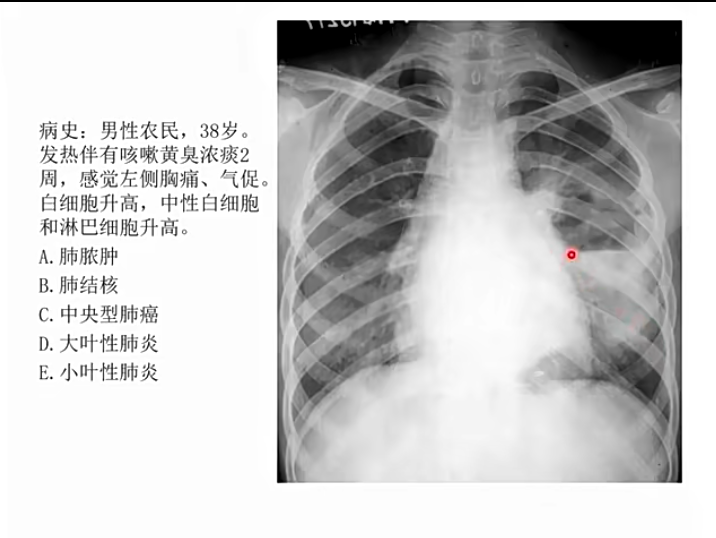 病史：男性农民，38岁。
发热伴有咳嗽黄臭浓痰2
周，感觉左侧胸痛、气促。
白细胞升高，中性白细胞
和淋巴细胞升高。
A.肺脓肿
B.肺结核
C.中央型肺癌
D.大叶性肺炎
E.小叶性肺炎